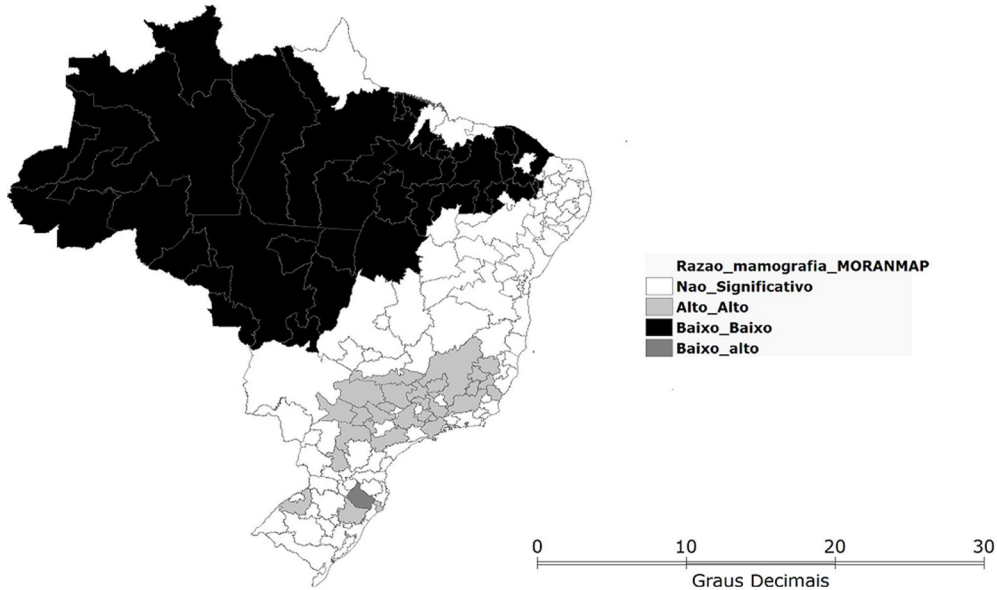 Razao_mamografia_MORANMAP
Nao_Significativo
Alto_Alto
Baixo_Baixo
Baixo_alto
0 10 20 30
Graus Decimais